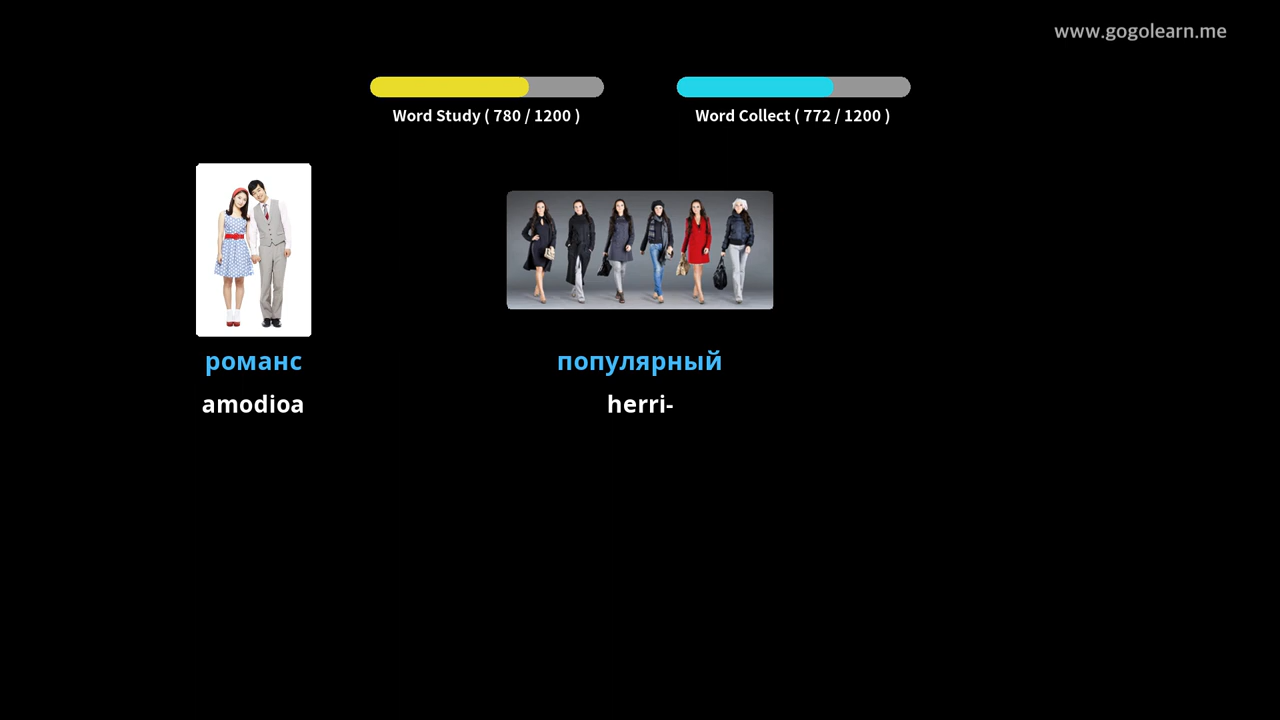 www.gogolearn.me
Word Study ( 780 / 1200 )
Word Collect ( 772 / 1200 )
романс
популярный
amodioa
herri-